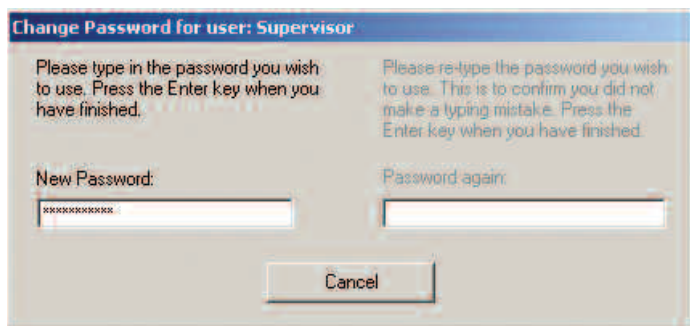 Change Password for user: Supervisor
Please type in the password you wish
to use. Press the Enter key when you
have finished.
Please re-type the password you wish
to use. This is to confirm you did not
make a typing mistake. Press the
Enter key when you have finished.
New Password:
Password again:
xxxxxxxxxxx
Cancel